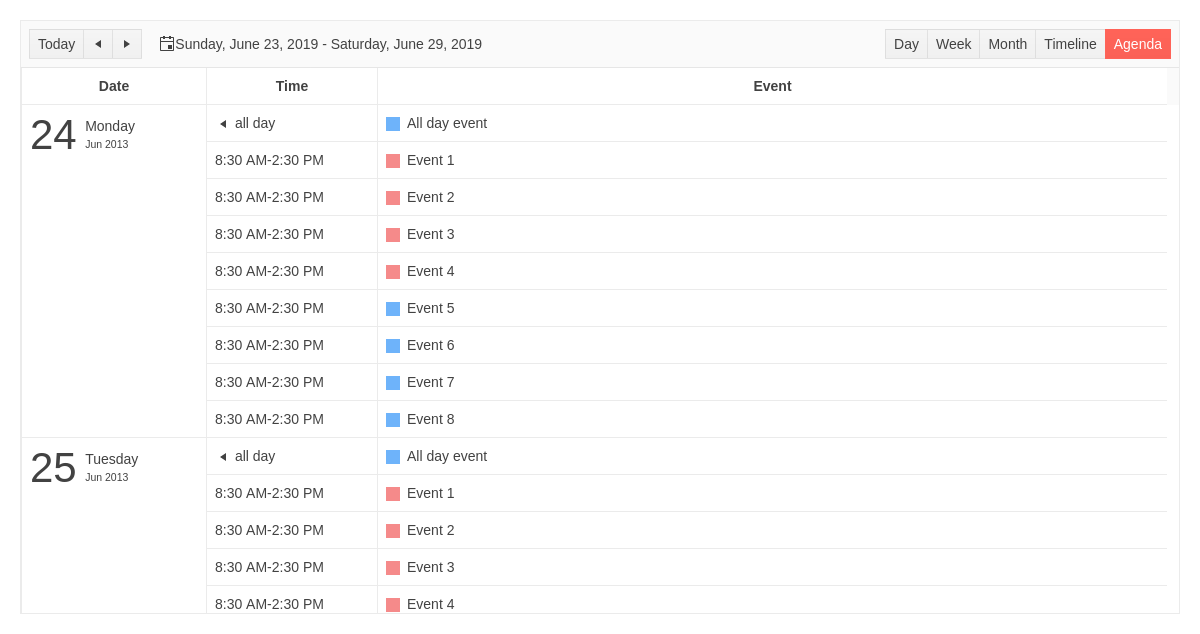 Today Sunday, June 23, 2019 - Saturday, June 29, 2019 Day Week Month Timeline Agenda
Date Time Event
24 Monday
Jun 2013
all day All day event
8:30 AM-2:30 PM Event 1
8:30 AM-2:30 PM Event 2
8:30 AM-2:30 PM Event 3
8:30 AM-2:30 PM Event 4
8:30 AM-2:30 PM Event 5
8:30 AM-2:30 PM Event 6
8:30 AM-2:30 PM Event 7
8:30 AM-2:30 PM Event 8
25 Tuesday
Jun 2013
all day All day event
8:30 AM-2:30 PM Event 1
8:30 AM-2:30 PM Event 2
8:30 AM-2:30 PM Event 3
8:30 AM-2:30 PM Event 4